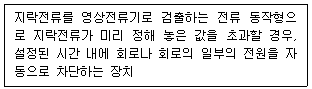 지락전류를 영상전류기로 검출하는 전류 동작형으
로 지락전류가 미리 정해 놓은 값을 초과할 경우,
설정된 시간 내에 회로나 회로의 일부의 전원을 자
동으로 차단하는 장치